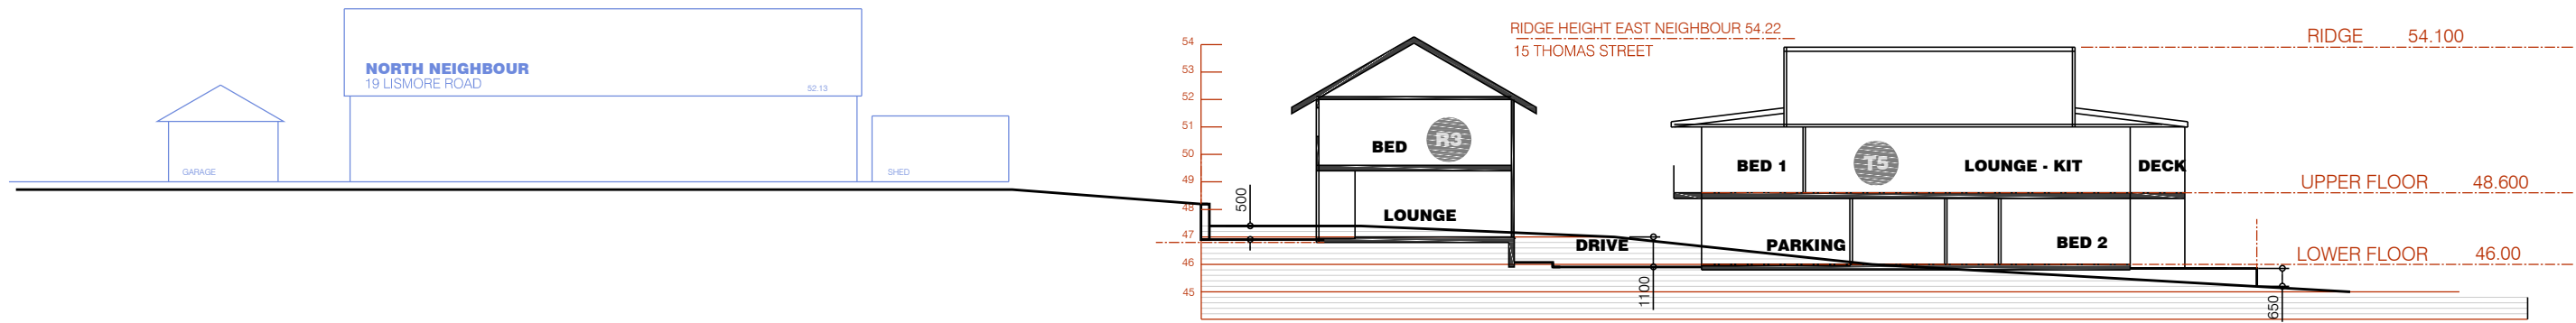 NORTH NEIGHBOUR
19 LISMORE ROAD
52.13
GARAGE
SHED
54
53
52
51
50
49
48
47
46
45
500
BED
R3
LOUNGE
RIDGE HEIGHT EAST NEIGHBOUR 54.22
15 THOMAS STREET
DRIVE
1100
BED 1
T5
LOUNGE - KIT
DECK
PARKING
BED 2
RIDGE 54.100
UPPER FLOOR 48.600
LOWER FLOOR 46.00
650